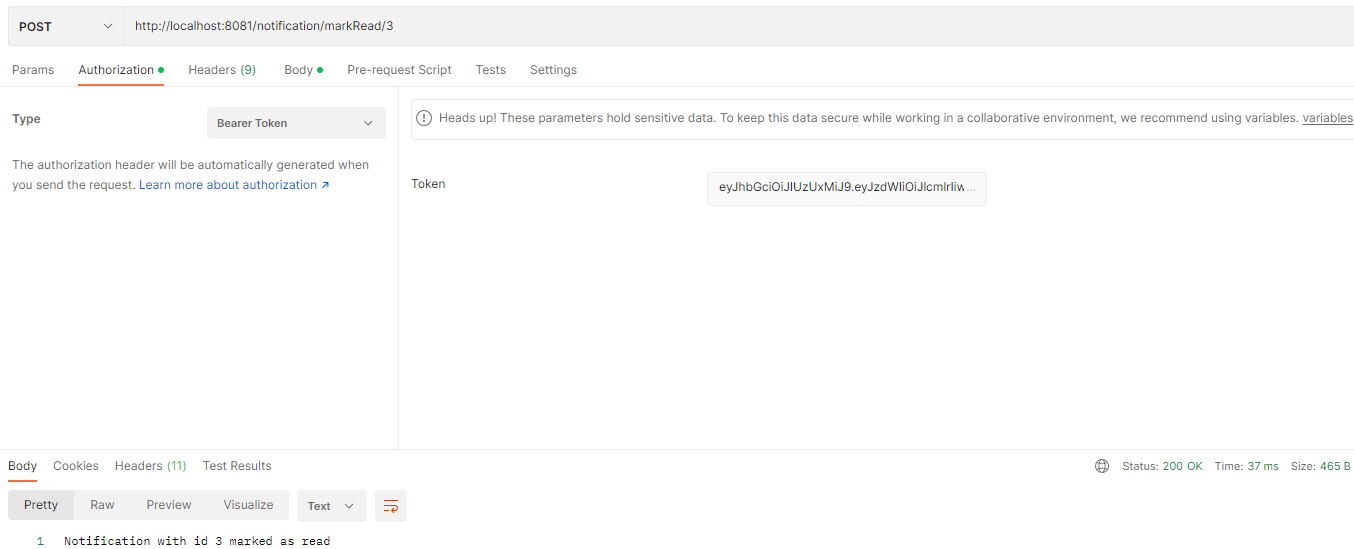 POST http://localhost:8081/notification/markRead/3
Params Authorization Headers (9) Body Pre-request Script Tests Settings
Type Bearer Token
Heads up! These parameters hold sensitive data. To keep this data secure while working in a collaborative environment, we recommend using variables. variables
The authorization header will be automatically generated when
you send the request. Learn more about authorization ↗
Token eyJhbGciOiJIUzUxMiJ9.eyJzdWIiOiJlcmlrIiw...
Body Cookies Headers (11) Test Results Status: 200 OK Time: 37 ms Size: 465 B
Pretty Raw Preview Visualize Text
1 Notification with id 3 marked as read